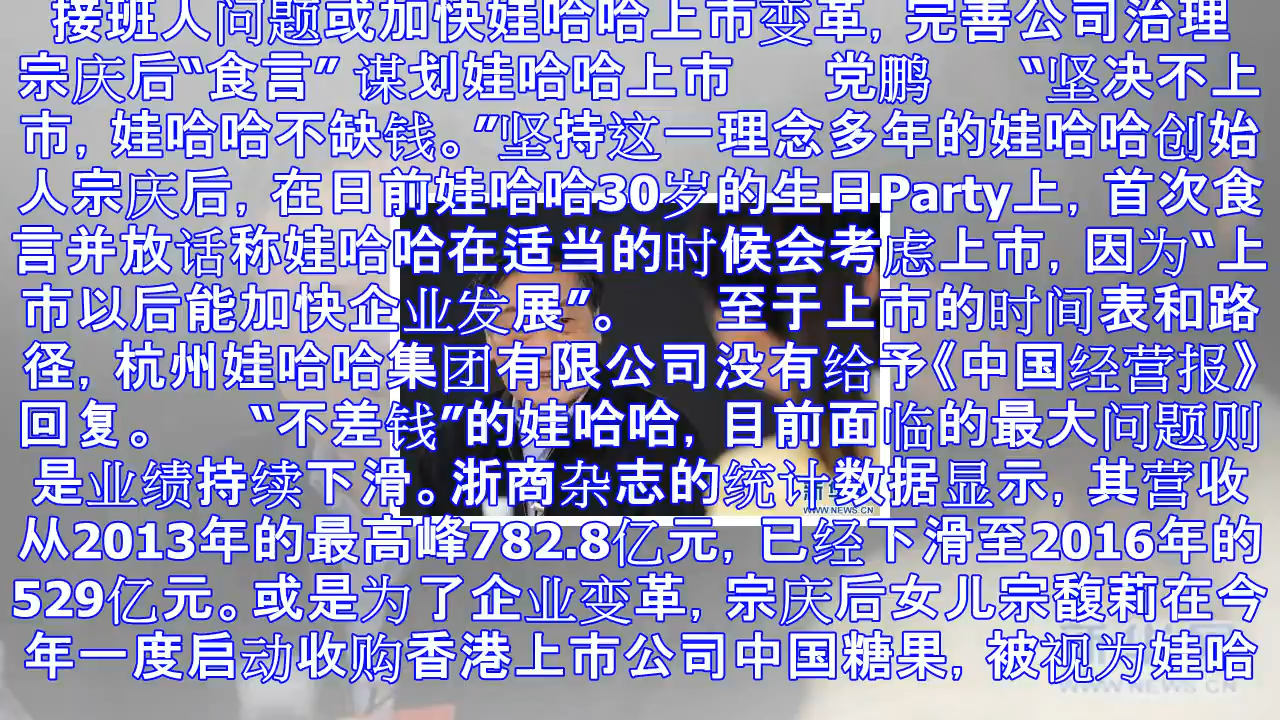 接班人问题或加快娃哈哈上市变革，完善公司治理
宗庆后“食言” 谋划娃哈哈上市　　党鹏　　“坚决不上
市，娃哈哈不缺钱。”坚持这一理念多年的娃哈哈创始
人宗庆后，在日前娃哈哈30岁的生日Party上，首次食
言并放话称娃哈哈在适当的时候会考虑上市，因为“上
市以后能加快企业发展”。　　至于上市的时间表和路
径，杭州娃哈哈集团有限公司没有给予《中国经营报》
回复。　　“不差钱”的娃哈哈，目前面临的最大问题则
是业绩持续下滑。浙商杂志的统计数据显示，其营收
从2013年的最高峰782.8亿元，已经下滑至2016年的
529亿元。或是为了企业变革，宗庆后女儿宗馥莉在今
年一度启动收购香港上市公司中国糖果，被视为娃哈
WWW.NEWS.CN
WWW.NEWS.CN